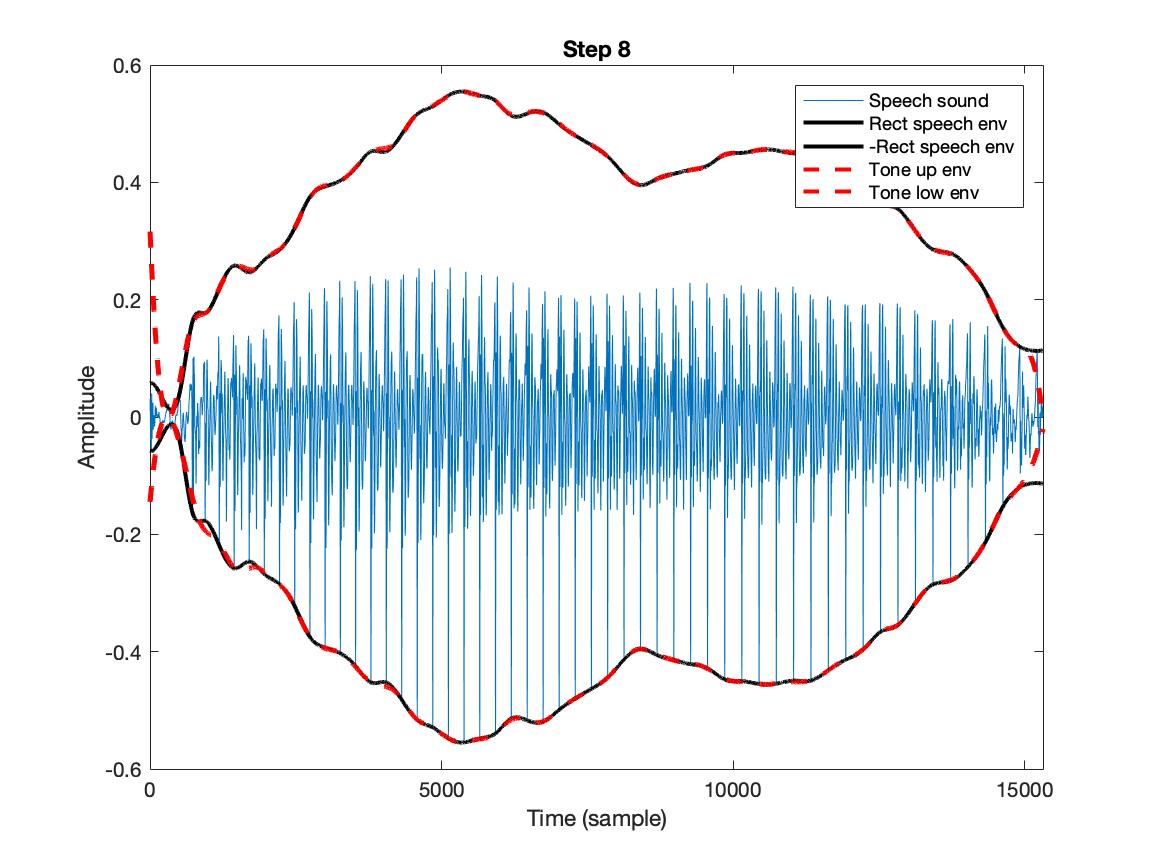 Step 8
0.6
0.4
0.2
0
-0.2
-0.4
-0.6
Amplitude
Speech sound
Rect speech env
-Rect speech env
Tone up env
Tone low env
0
5000
10000
15000
Time (sample)